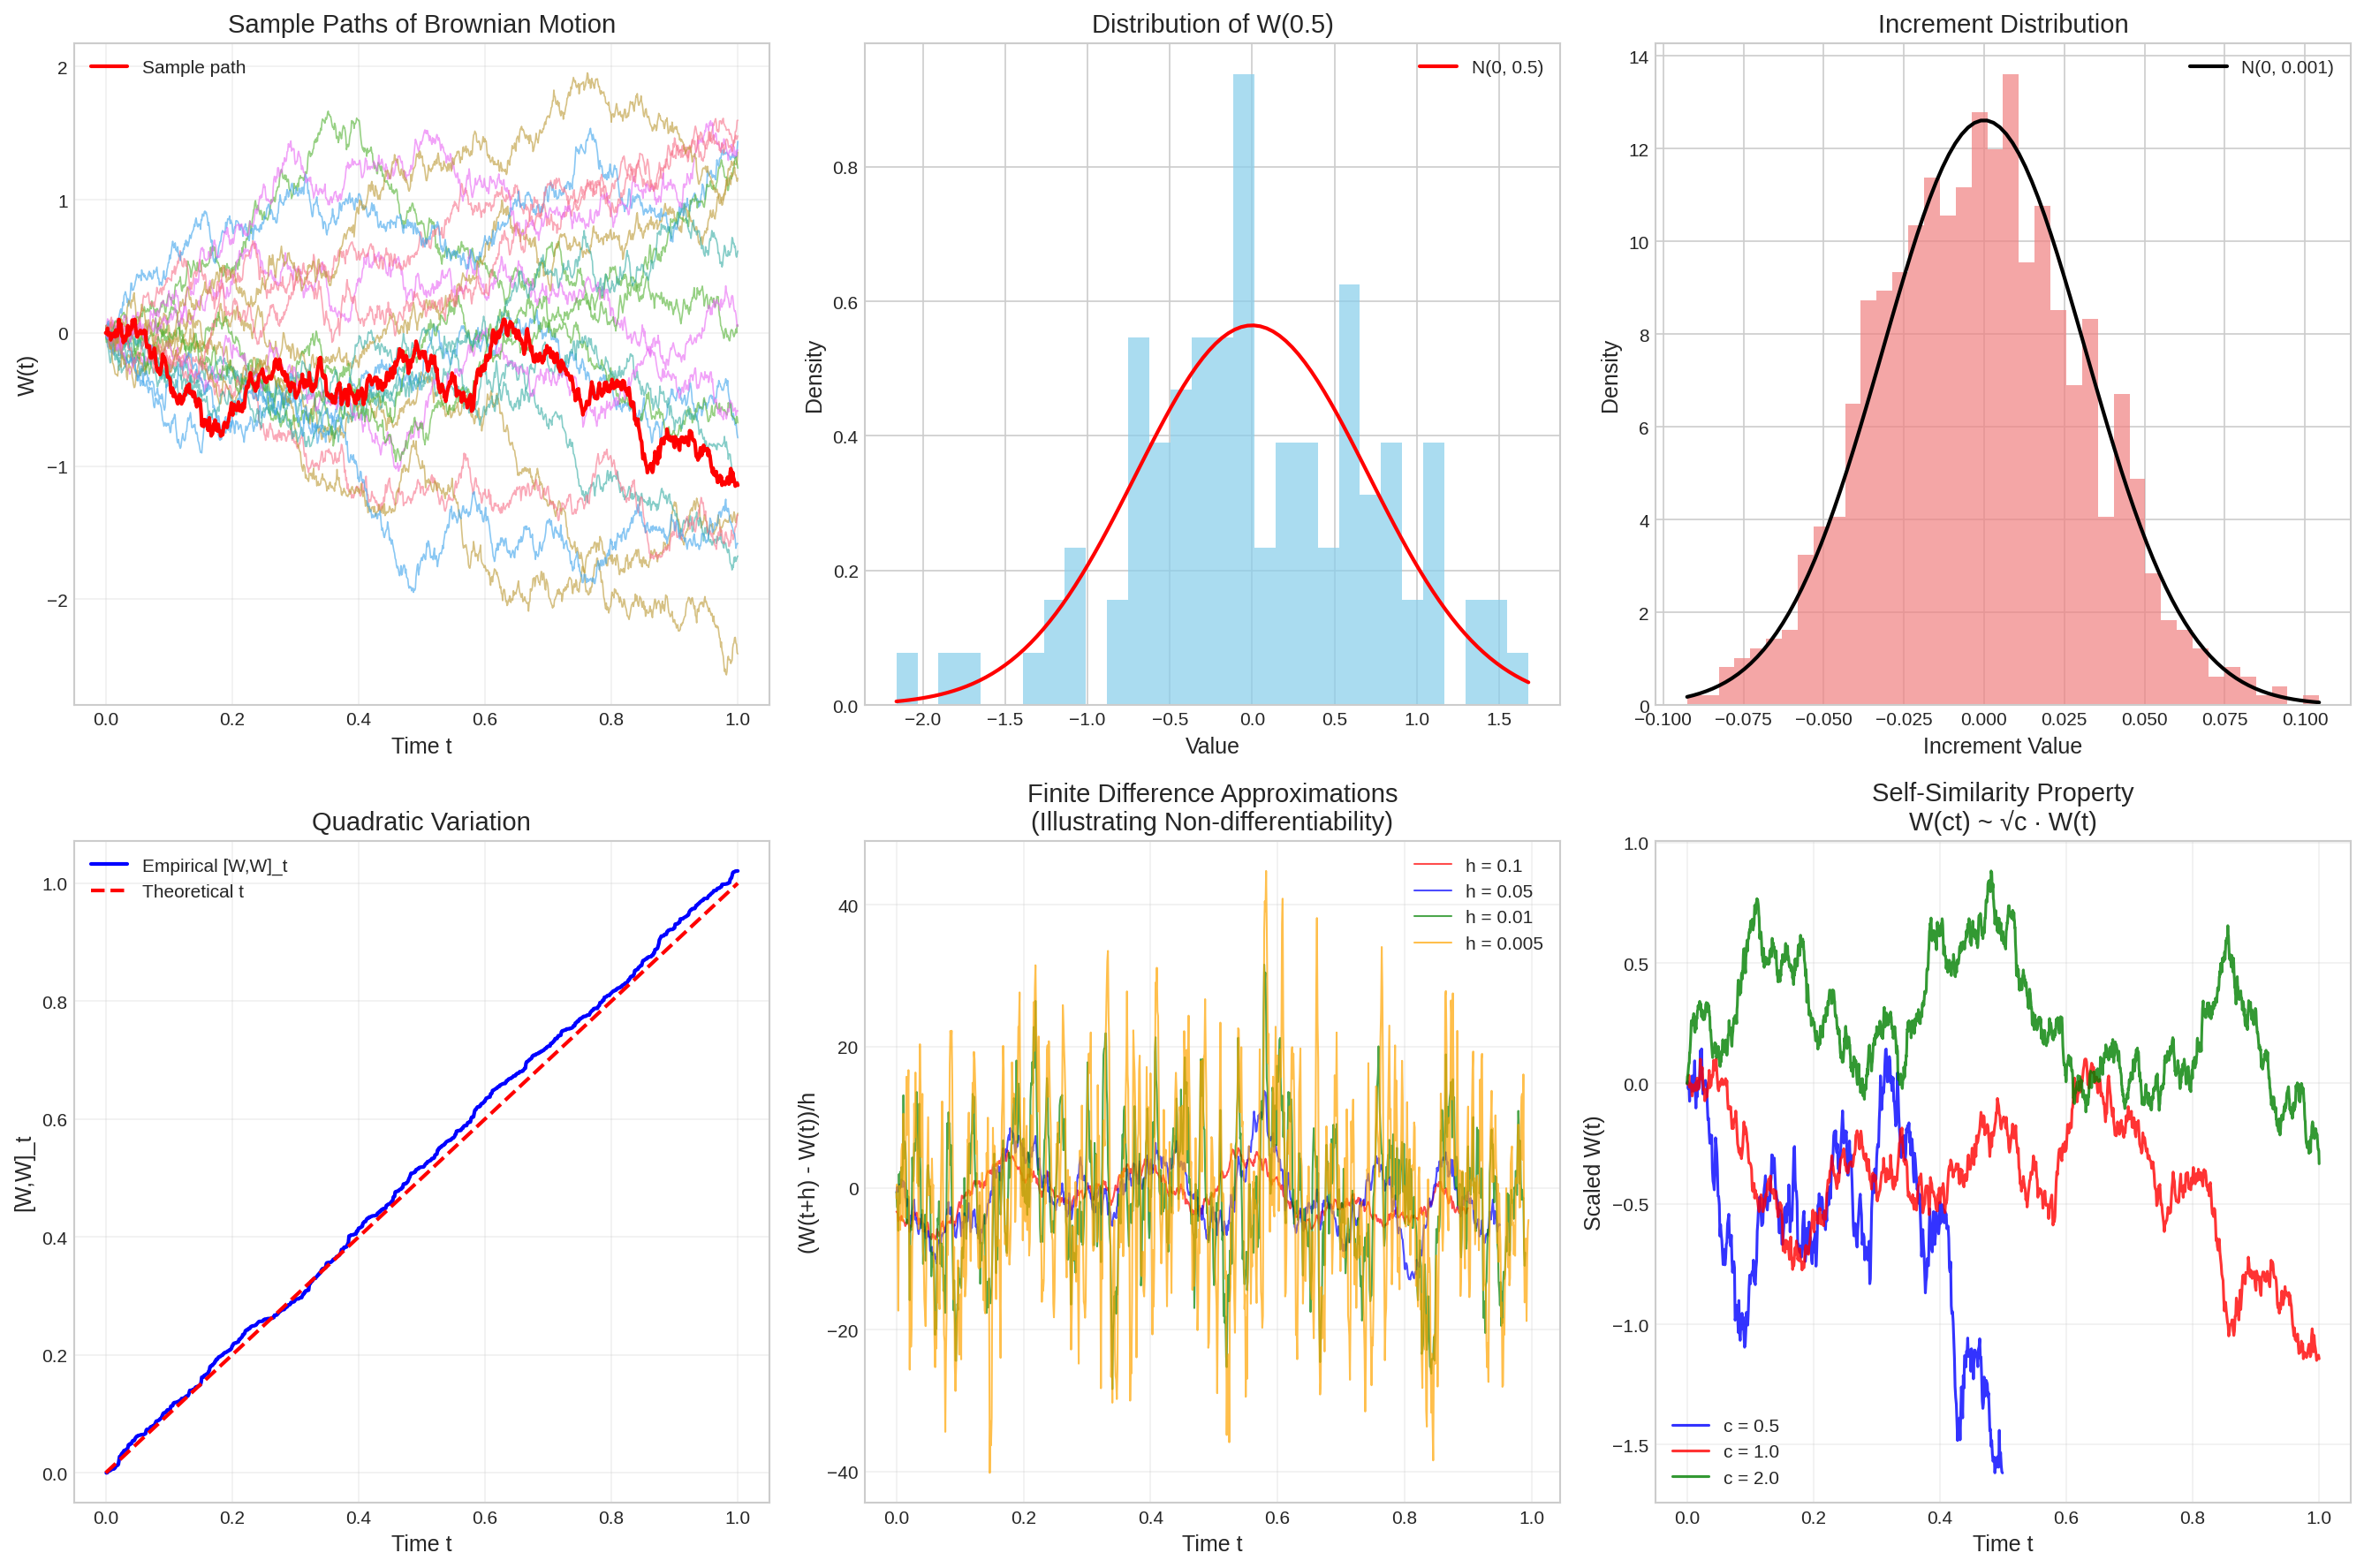 Sample Paths of Brownian Motion
Sample path
W(t)
2
1
0
−1
−2
0.0 0.2 0.4 0.6 0.8 1.0
Time t
Distribution of W(0.5)
N(0, 0.5)
Density
0.8
0.6
0.4
0.2
0.0
−2.0 −1.5 −1.0 −0.5 0.0 0.5 1.0 1.5
Value
Increment Distribution
N(0, 0.001)
Density
14
12
10
8
6
4
2
0
−0.100 −0.075 −0.050 −0.025 0.000 0.025 0.050 0.075 0.100
Increment Value
Quadratic Variation
Empirical [W,W]_t
Theoretical t
[W,W]_t
1.0
0.8
0.6
0.4
0.2
0.0
0.0 0.2 0.4 0.6 0.8 1.0
Time t
Finite Difference Approximations
(Illustrating Non-differentiability)
h = 0.1
h = 0.05
h = 0.01
h = 0.005
(W(t+h) - W(t))/h
40
20
0
−20
−40
0.0 0.2 0.4 0.6 0.8 1.0
Time t
Self-Similarity Property
W(ct) ~ √c · W(t)
Scaled W(t)
1.0
0.5
0.0
−0.5
−1.0
−1.5
c = 0.5
c = 1.0
c = 2.0
0.0 0.2 0.4 0.6 0.8 1.0
Time t